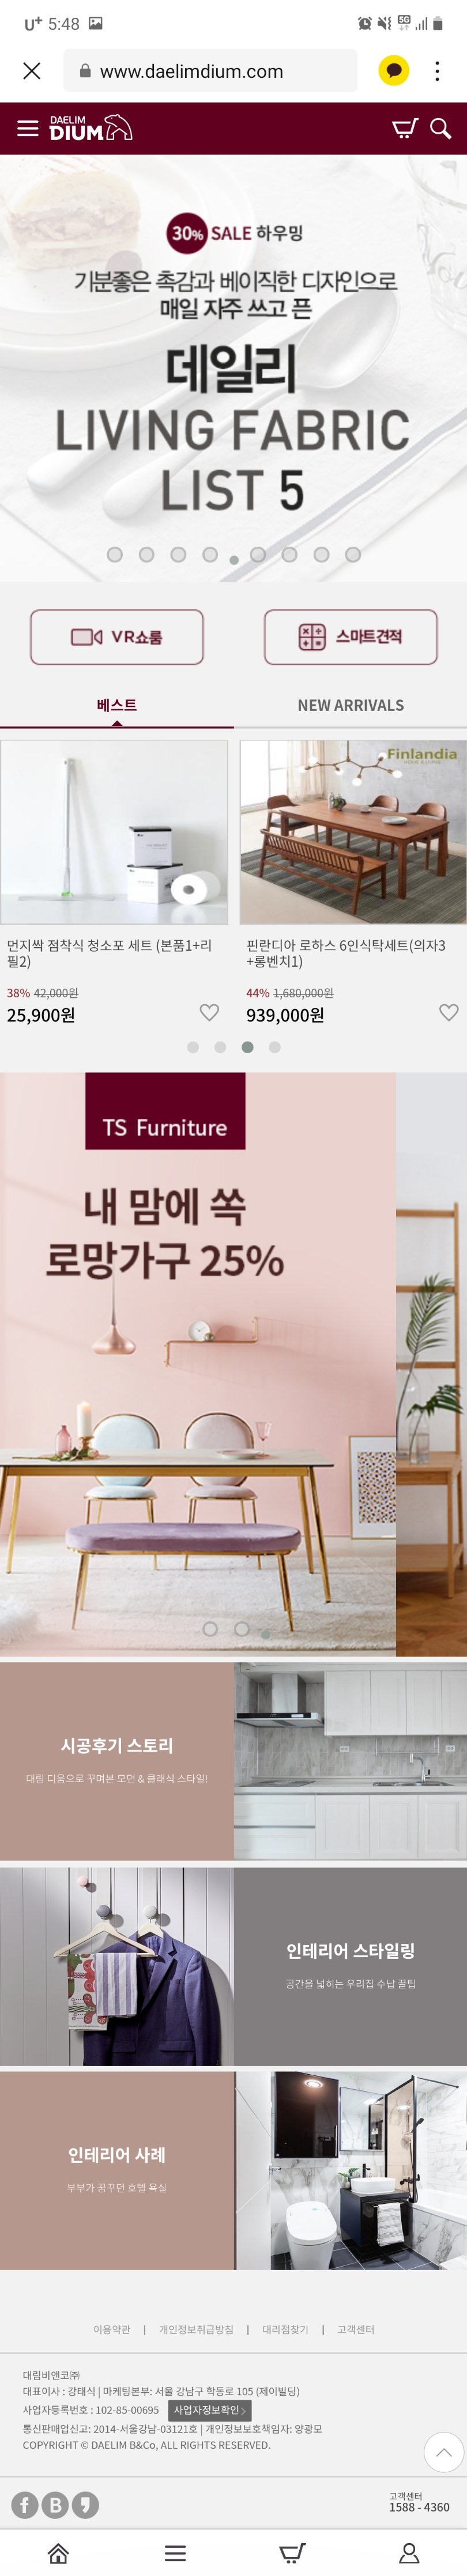 U+ 5:48
5G
www.daelimdium.com
DAELIM
DIUM
30% SALE 하우밍
기분좋은 촉감과 베이직한 디자인으로
매일 자주 쓰고 픈
데일리
LIVING FABRIC
LIST 5
VR쇼룸 스마트견적
베스트 NEW ARRIVALS
Finlandia
먼지싹 점착식 청소포 세트 (본품1+리
필2)
38% 42,000원
25,900원
핀란디아 로하스 6인식탁세트(의자3
+롱벤치1)
44% 1,680,000원
939,000원
TS Furniture
내 맘에 쏙
로망가구 25%
시공후기 스토리
대림 디움으로 꾸며본 모던 & 클래식 스타일!
인테리어 스타일링
공간을 넓히는 우리집 수납 꿀팁
인테리어 사례
부부가 꿈꾸던 호텔 욕실
이용약관 | 개인정보취급방침 | 대리점찾기 | 고객센터
대림비앤코㈜
대표이사 : 강태식 | 마케팅본부: 서울 강남구 학동로 105 (제이빌딩)
사업자등록번호 : 102-85-00695 사업자정보확인 >
통신판매업신고: 2014-서울강남-03121호 | 개인정보보호책임자: 양광모
COPYRIGHT © DAELIM B&Co, ALL RIGHTS RESERVED.
고객센터
1588 - 4360